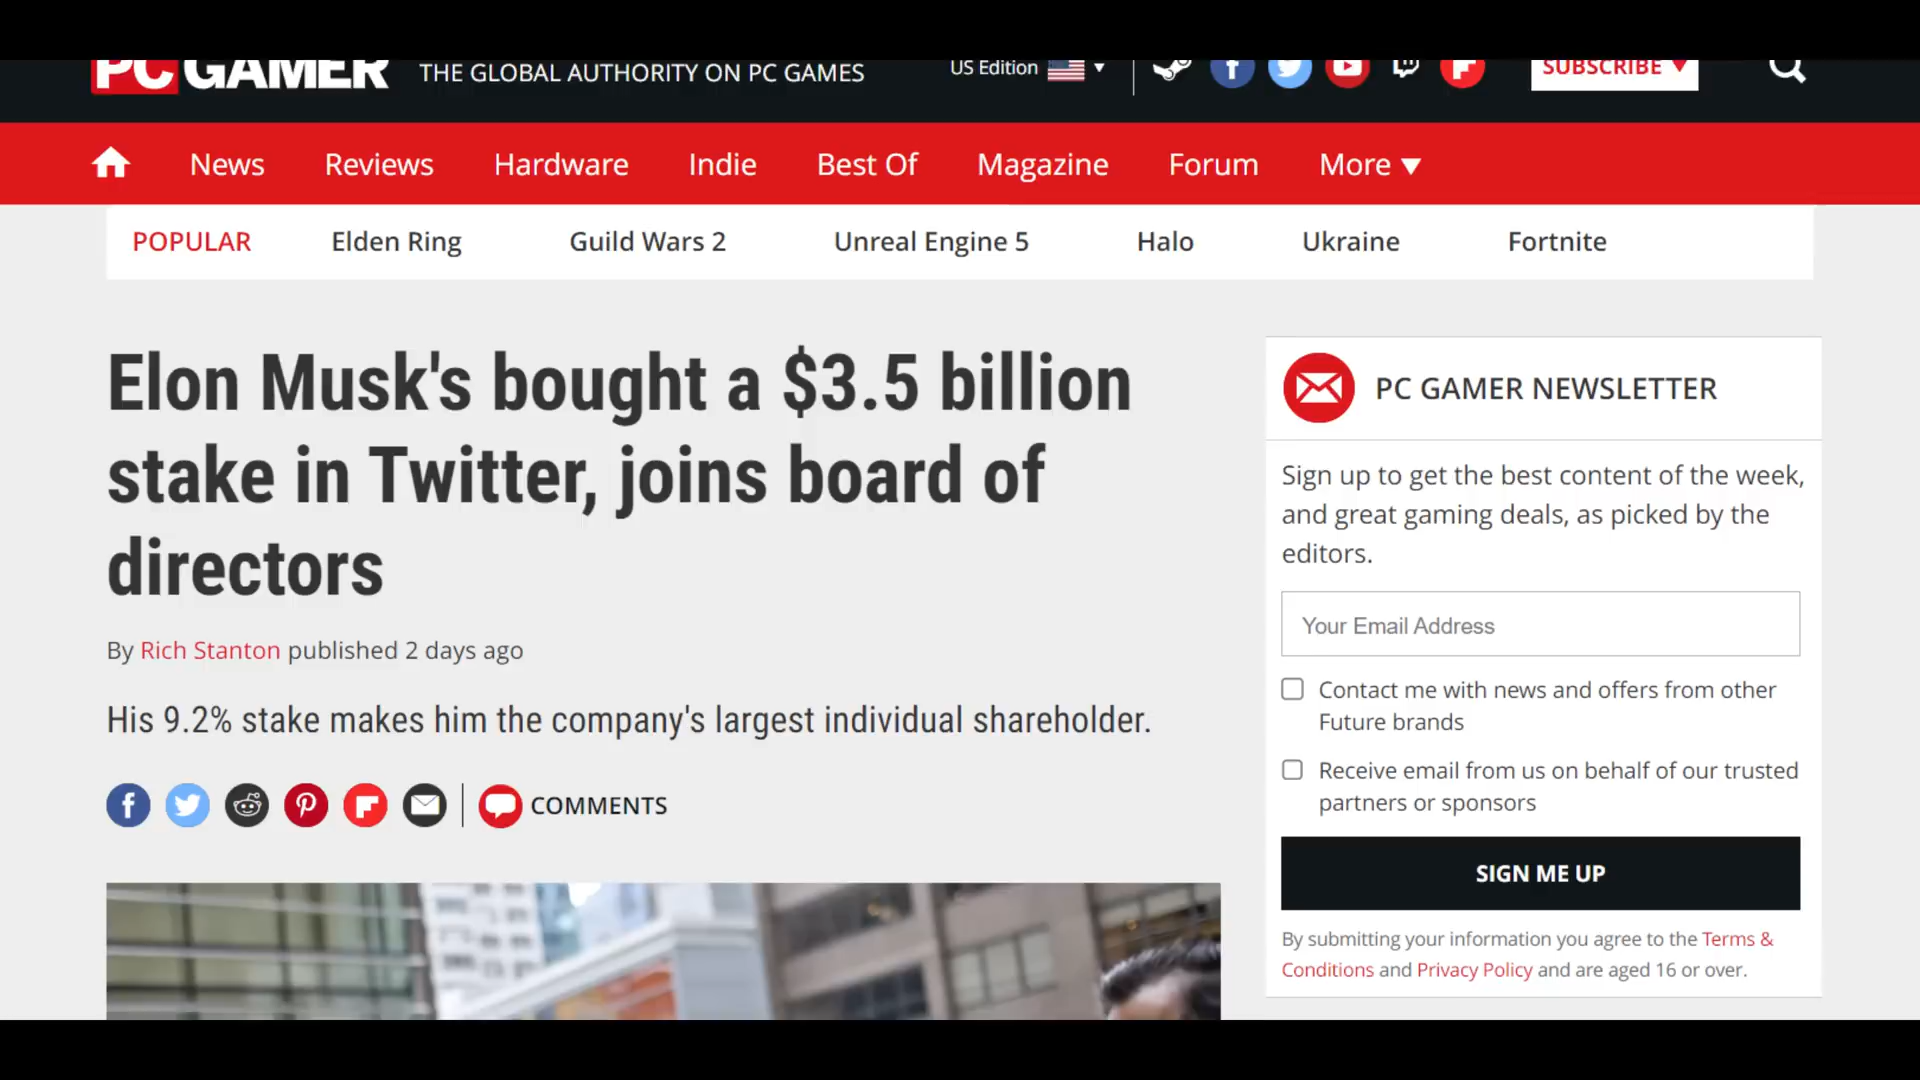 PC GAMER THE GLOBAL AUTHORITY ON PC GAMES US Edition SUBSCRIBE
News Reviews Hardware Indie Best Of Magazine Forum More
POPULAR Elden Ring Guild Wars 2 Unreal Engine 5 Halo Ukraine Fortnite
Elon Musk's bought a $3.5 billion
stake in Twitter, joins board of
directors
By Rich Stanton published 2 days ago
His 9.2% stake makes him the company's largest individual shareholder.
COMMENTS
PC GAMER NEWSLETTER
Sign up to get the best content of the week,
and great gaming deals, as picked by the
editors.
Your Email Address
Contact me with news and offers from other
Future brands
Receive email from us on behalf of our trusted
partners or sponsors
SIGN ME UP
By submitting your information you agree to the Terms &
Conditions and Privacy Policy and are aged 16 or over.